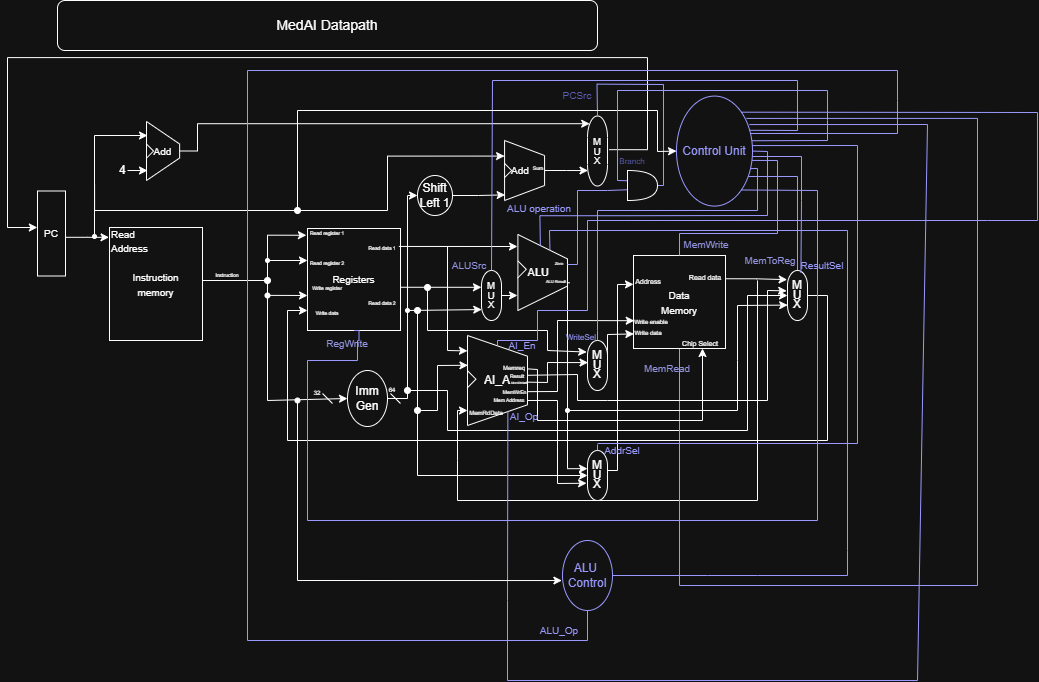 MedAI Datapath
PCSrc
Add
4
M
U
X
Control Unit
Branch
Add
Sum
Shift
Left 1
ALU operation
PC
Read
Address
Instruction
memory
Instruction
Read register 1
Read data 1
Read register 2
Registers
Write register
Read data 2
Write data
RegWrite
ALUSrc
M
U
X
ALU
Zero
ALU Result
MemWrite
MemToReg
ResultSel
Address
Read data
Data
Memory
Write enable
Write data
Chip Select
M
U
X
WriteSel
M
U
X
MemRead
AI_En
AI_A
Memreq
Result
MemWrEn
Mem Address
MemRdData
AI_Op
32
Imm
Gen
64
AddrSel
M
U
X
ALU
Control
ALU_Op